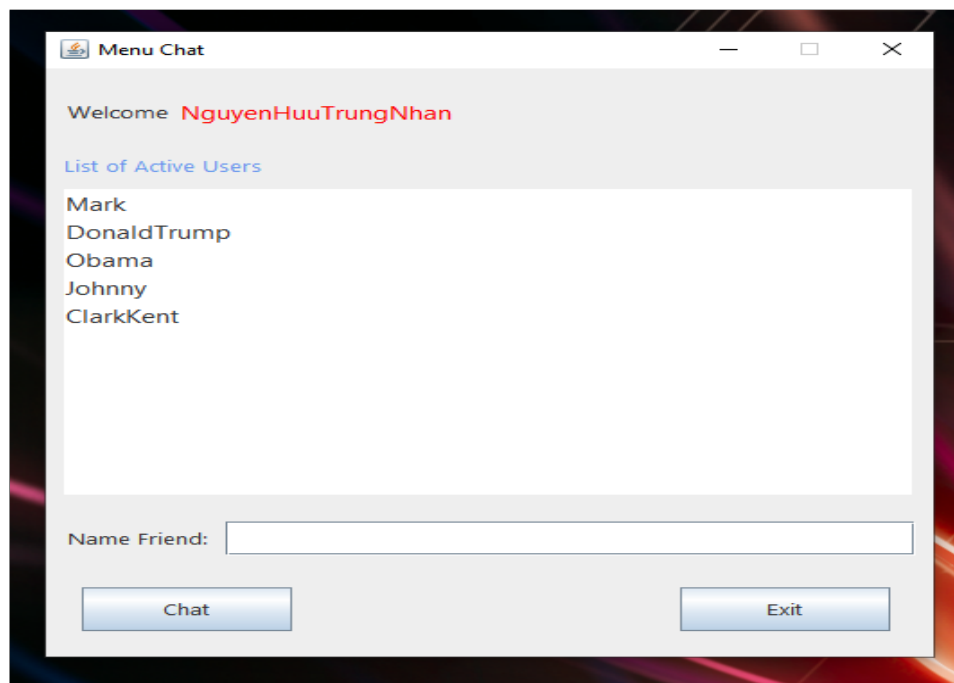 Menu Chat
Welcome NguyenHuuTrungNhan
List of Active Users
Mark
DonaldTrump
Obama
Johnny
ClarkKent
Name Friend:
Chat Exit